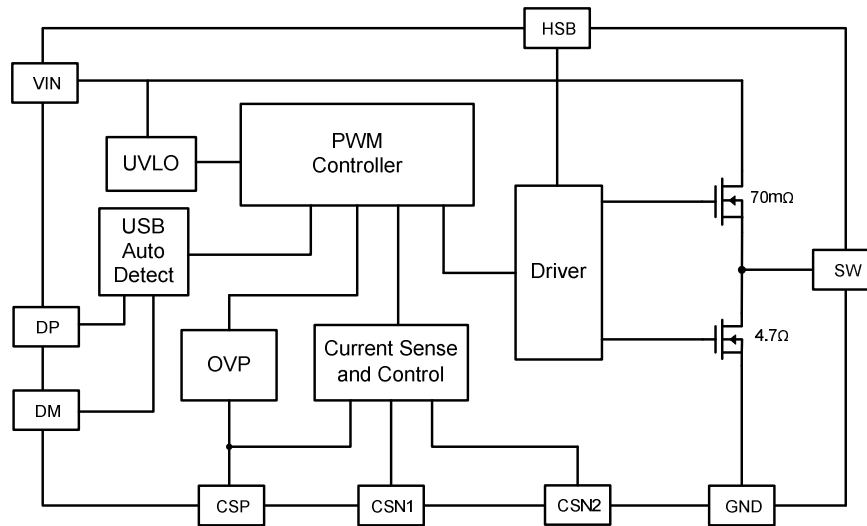 HSB
VIN
PWM
Controller
UVLO
USB
Auto
Detect
70mΩ
Driver
SW
DP
OVP
Current Sense
and Control
4.7Ω
DM
CSP
CSN1
CSN2
GND